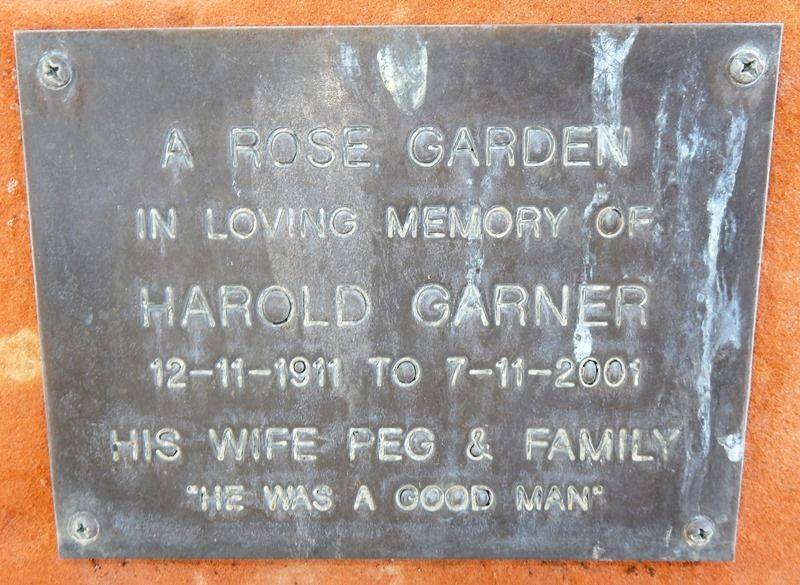 A ROSE GARDEN
IN LOVING MEMORY OF
HAROLD GARNER
12-11-1911 TO 7-11-2001
HIS WIFE PEG & FAMILY
"HE WAS A GOOD MAN"